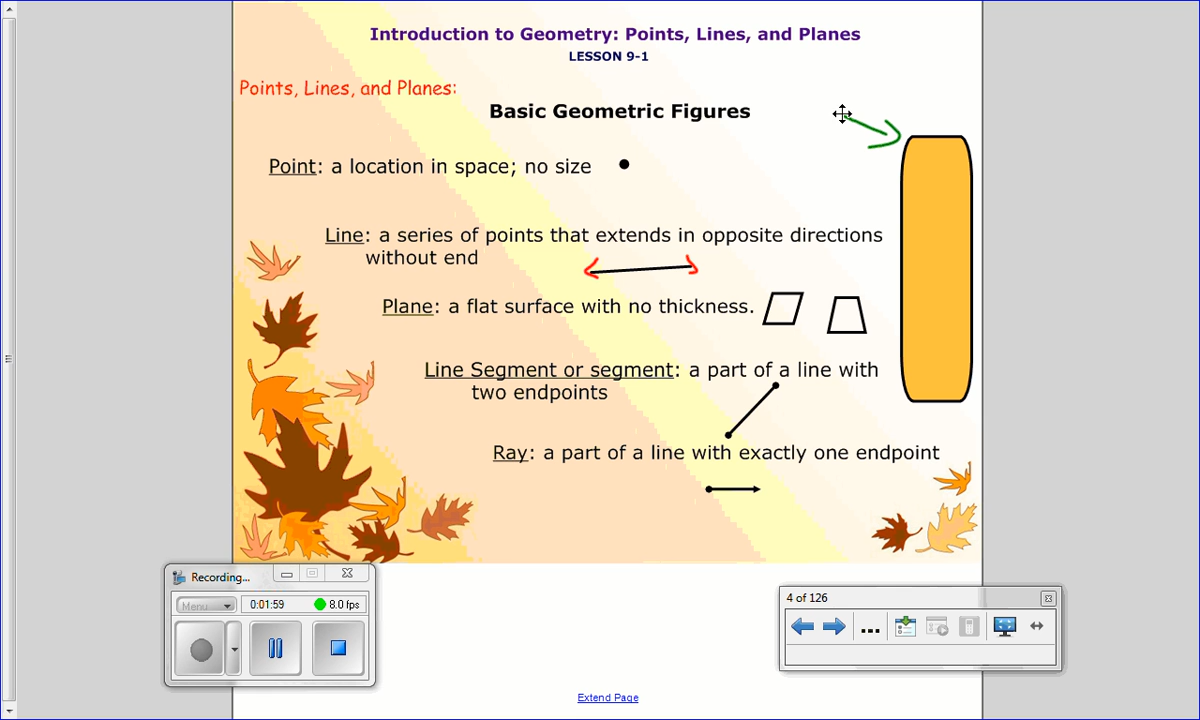 Introduction to Geometry: Points, Lines, and Planes
LESSON 9-1
Points, Lines, and Planes:
Basic Geometric Figures
Point: a location in space; no size
Line: a series of points that extends in opposite directions
without end
Plane: a flat surface with no thickness.
Line Segment or segment: a part of a line with
two endpoints
Ray: a part of a line with exactly one endpoint
Recording...
Menu
0:01:59
8.0 fps
4 of 126
...
Extend Page